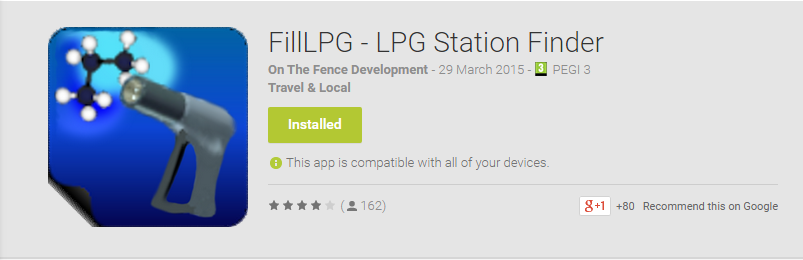 FillLPG - LPG Station Finder
On The Fence Development - 29 March 2015 - 3 PEGI 3
Travel & Local
Installed
This app is compatible with all of your devices.
( 162) g+1 +80 Recommend this on Google